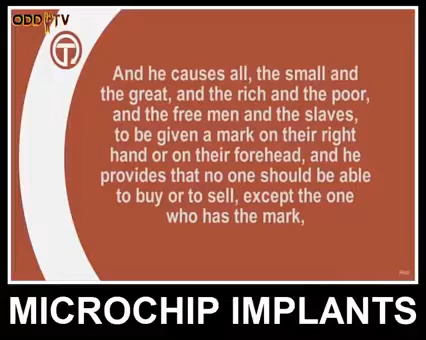 ODD TV
And he causes all, the small and
the great, and the rich and the poor,
and the free men and the slaves,
to be given a mark on their right
hand or on their forehead, and he
provides that no one should be able
to buy or to sell, except the one
who has the mark,
MICROCHIP IMPLANTS